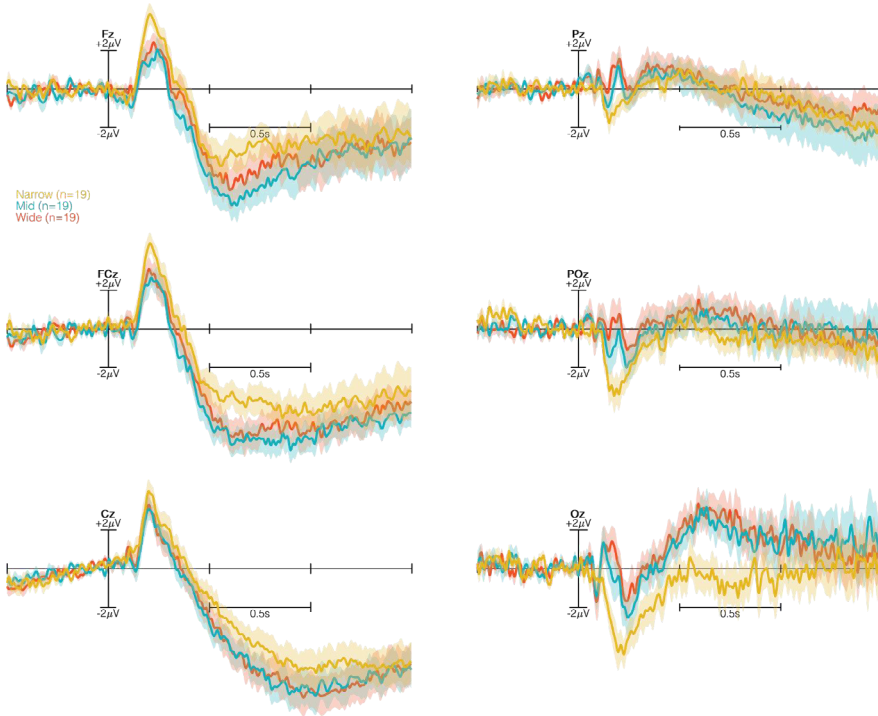 Fz
+2μV
-2μV
0.5s
Narrow (n=19)
Mid (n=19)
Wide (n=19)
FCz
+2μV
-2μV
0.5s
Cz
+2μV
-2μV
0.5s
Pz
+2μV
-2μV
0.5s
POz
+2μV
-2μV
0.5s
Oz
+2μV
-2μV
0.5s